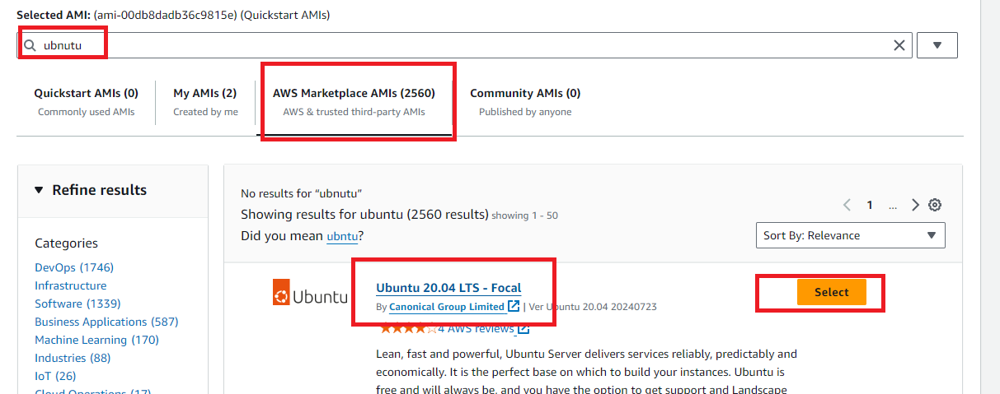 Selected AMI: (ami-00db8dadb36c9815e) (Quickstart AMIs)
ubnutu
Quickstart AMIs (0)
Commonly used AMIs
My AMIs (2)
Created by me
AWS Marketplace AMIs (2560)
AWS & trusted third-party AMIs
Community AMIs (0)
Published by anyone
Refine results
Categories
DevOps (1746)
Infrastructure
Software (1339)
Business Applications (587)
Machine Learning (170)
Industries (88)
IoT (26)
Cloud Operations (17)
No results for “ubnutu”
Showing results for ubuntu (2560 results) showing 1 - 50
Did you mean ubntu?
1 ...
Sort By: Relevance
Ubuntu
Ubuntu 20.04 LTS - Focal
By Canonical Group Limited | Ver Ubuntu 20.04 20240723
4 AWS reviews
Select
Lean, fast and powerful, Ubuntu Server delivers services reliably, predictably and
economically. It is the perfect base on which to build your instances. Ubuntu is
free and will always be, and you have the option to get support and Landscape